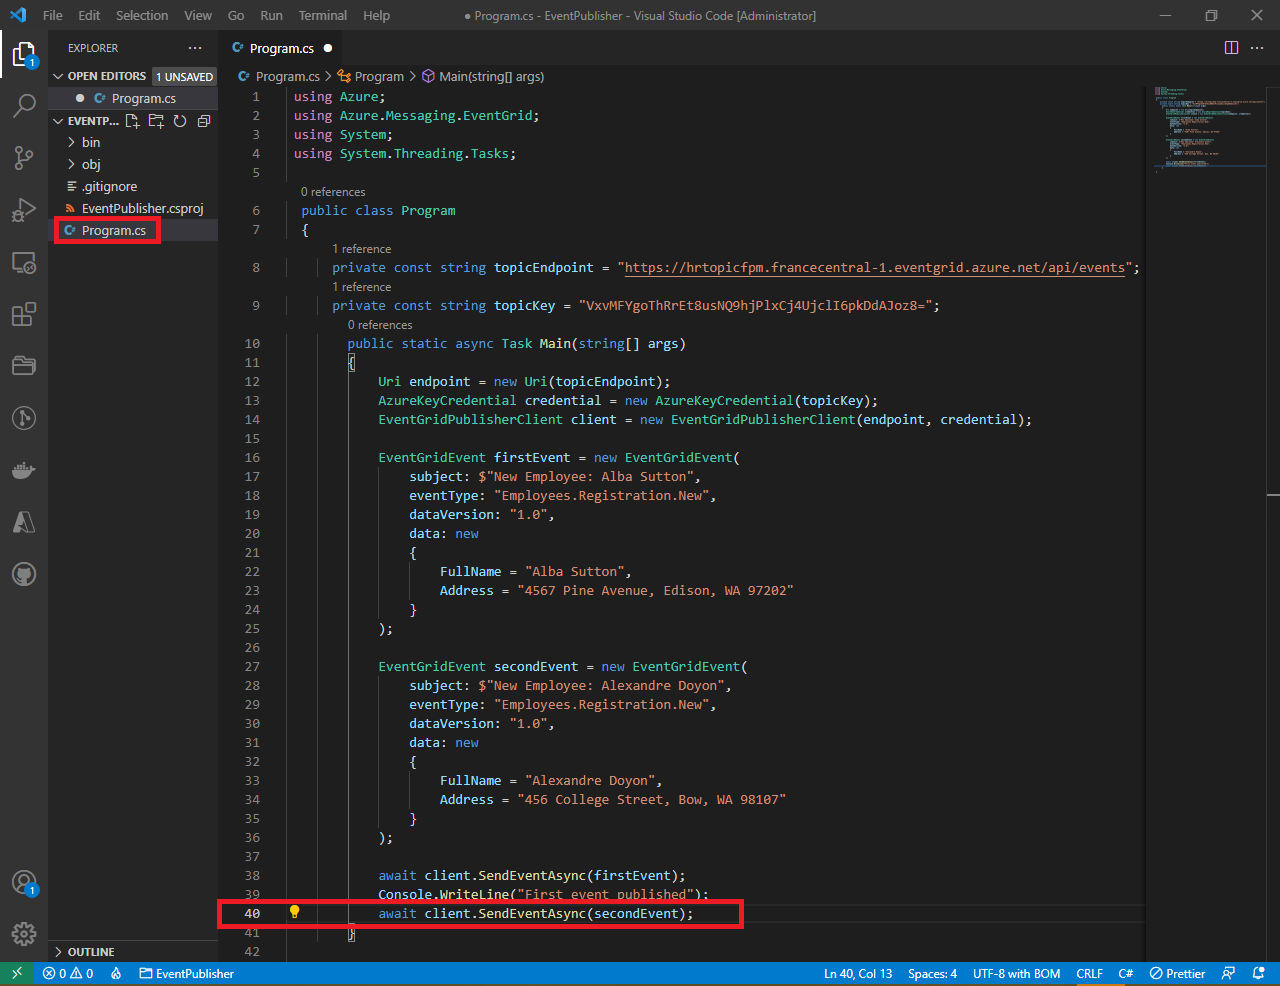 File Edit Selection View Go Run Terminal Help
● Program.cs - EventPublisher - Visual Studio Code [Administrator]
EXPLORER
Program.cs
OPEN EDITORS 1 UNSAVED
Program.cs
EVENTP...
bin
obj
.gitignore
EventPublisher.csproj
Program.cs
OUTLINE
Program.cs > Program > Main(string[] args)
1 using Azure;
2 using Azure.Messaging.EventGrid;
3 using System;
4 using System.Threading.Tasks;
5
0 references
6 public class Program
7 {
1 reference
8 private const string topicEndpoint = "https://hrtopicfpm.francecentral-1.eventgrid.azure.net/api/events";
1 reference
9 private const string topicKey = "VxvMFYgoThRrEt8usNQ9hjPlxCj4UjclI6pkDdAJoz8=";
0 references
10 public static async Task Main(string[] args)
11 {
12 Uri endpoint = new Uri(topicEndpoint);
13 AzureKeyCredential credential = new AzureKeyCredential(topicKey);
14 EventGridPublisherClient client = new EventGridPublisherClient(endpoint, credential);
15
16 EventGridEvent firstEvent = new EventGridEvent(
17 subject: $"New Employee: Alba Sutton",
18 eventType: "Employees.Registration.New",
19 dataVersion: "1.0",
20 data: new
21 {
22 FullName = "Alba Sutton",
23 Address = "4567 Pine Avenue, Edison, WA 97202"
24 }
25 );
26
27 EventGridEvent secondEvent = new EventGridEvent(
28 subject: $"New Employee: Alexandre Doyon",
29 eventType: "Employees.Registration.New",
30 dataVersion: "1.0",
31 data: new
32 {
33 FullName = "Alexandre Doyon",
34 Address = "456 College Street, Bow, WA 98107"
35 }
36 );
37
38 await client.SendEventAsync(firstEvent);
39 Console.WriteLine("First event published");
40 await client.SendEventAsync(secondEvent);
41 }
42
1
1
0 0 EventPublisher Ln 40, Col 13 Spaces: 4 UTF-8 with BOM CRLF C# Prettier